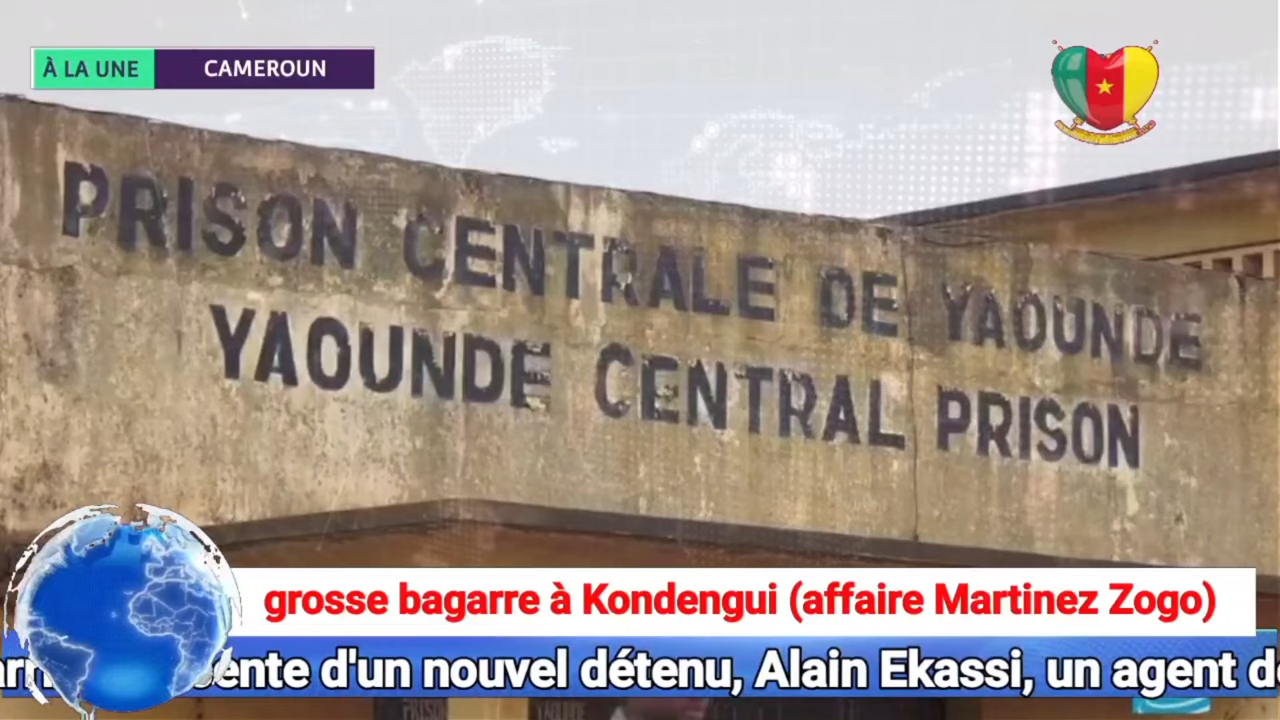 À LA UNE CAMEROUN
PRISON CENTRALE DE YAOUNDE
YAOUNDE CENTRAL PRISON
grosse bagarre à Kondengui (affaire Martinez Zogo)
d'un nouvel détenu, Alain Ekassi, un agent